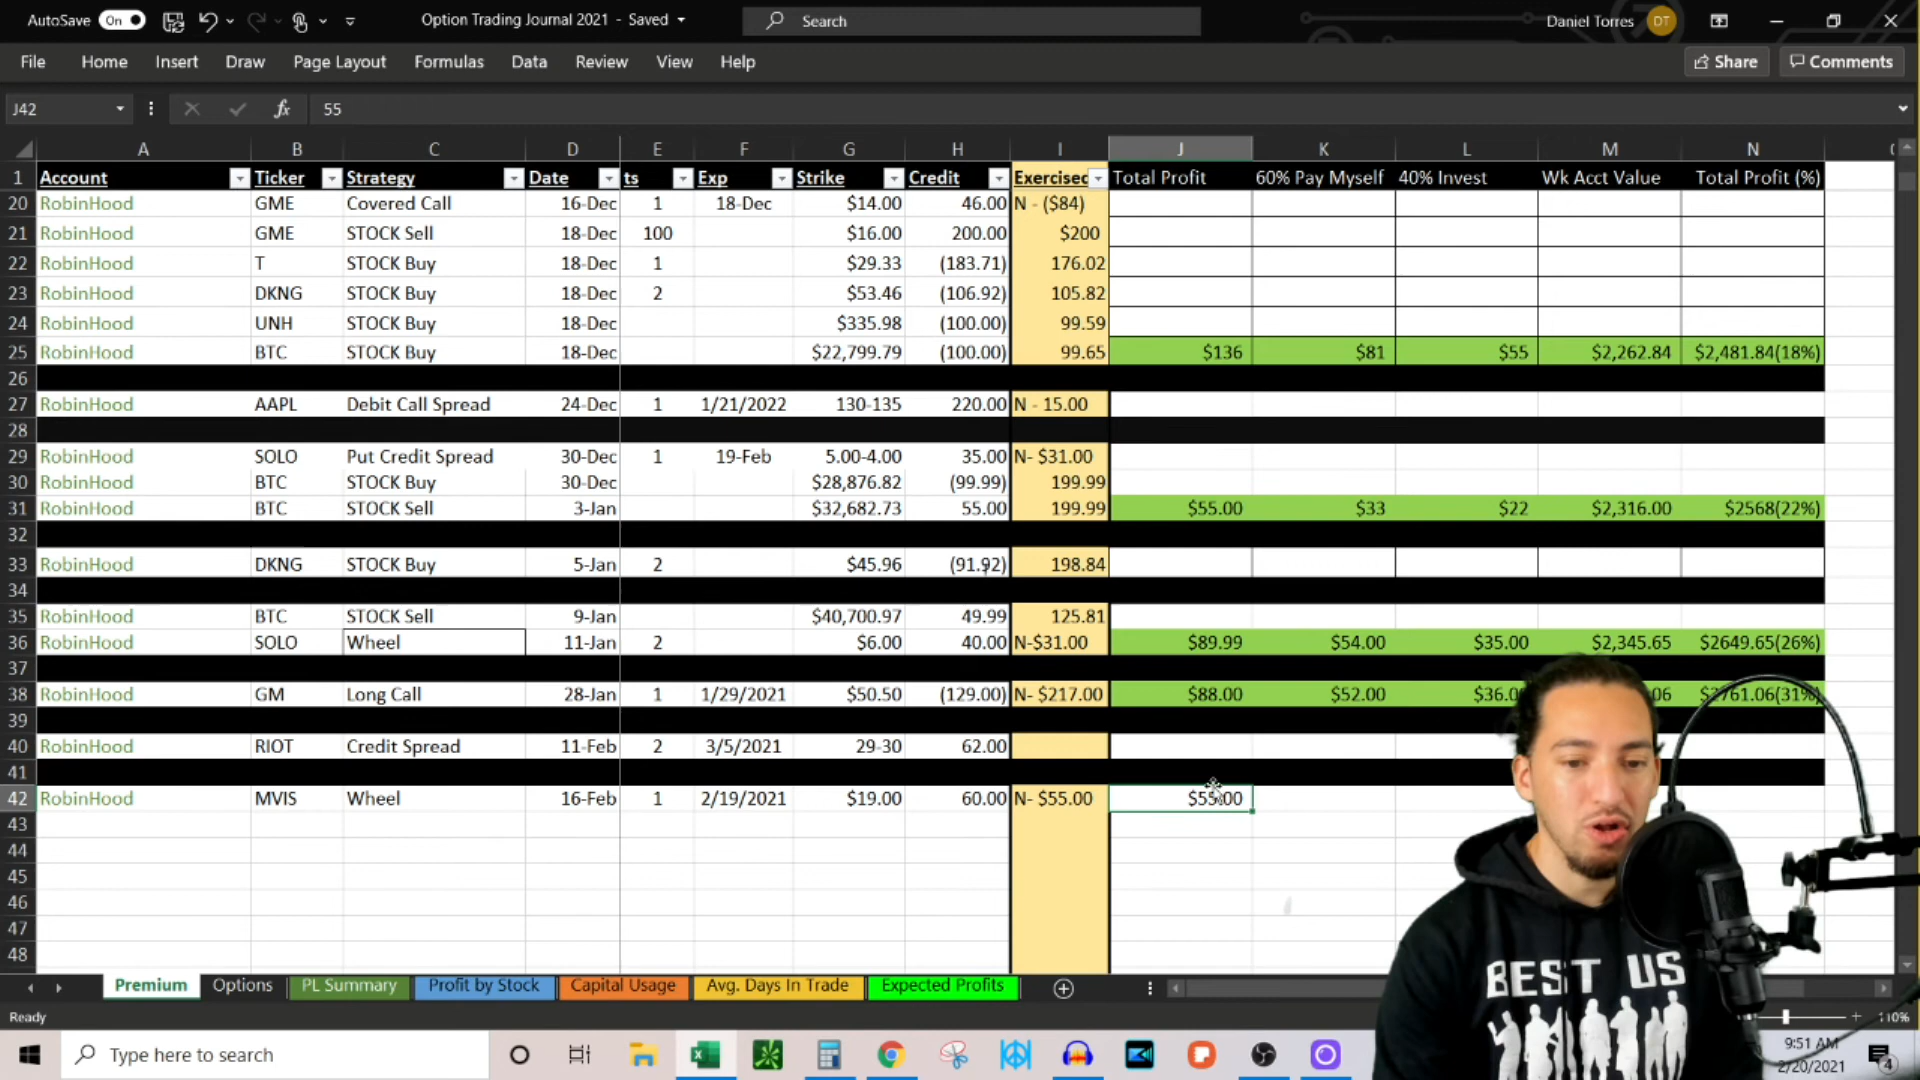 AutoSave On Option Trading Journal 2021 - Saved Search Daniel Torres DT
File Home Insert Draw Page Layout Formulas Data Review View Help Share Comments
J42 fx 55
A B C D E F G H I J K L M N
1 Account Ticker Strategy Date ts Exp Strike Credit Exercised Total Profit 60% Pay Myself 40% Invest Wk Acct Value Total Profit (%)
20 RobinHood GME Covered Call 16-Dec 1 18-Dec $14.00 46.00 N - ($84)
21 RobinHood GME STOCK Sell 18-Dec 100 $16.00 200.00 $200
22 RobinHood T STOCK Buy 18-Dec 1 $29.33 (183.71) 176.02
23 RobinHood DKNG STOCK Buy 18-Dec 2 $53.46 (106.92) 105.82
24 RobinHood UNH STOCK Buy 18-Dec $335.98 (100.00) 99.59
25 RobinHood BTC STOCK Buy 18-Dec $22,799.79 (100.00) 99.65 $136 $81 $55 $2,262.84 $2,481.84(18%)
26
27 RobinHood AAPL Debit Call Spread 24-Dec 1 1/21/2022 130-135 220.00 N - 15.00
28
29 RobinHood SOLO Put Credit Spread 30-Dec 1 19-Feb 5.00-4.00 35.00 N- $31.00
30 RobinHood BTC STOCK Buy 30-Dec $28,876.82 (99.99) 199.99
31 RobinHood BTC STOCK Sell 3-Jan $32,682.73 55.00 199.99 $55.00 $33 $22 $2,316.00 $2568(22%)
32
33 RobinHood DKNG STOCK Buy 5-Jan 2 $45.96 (91.92) 198.84
34
35 RobinHood BTC STOCK Sell 9-Jan $40,700.97 49.99 125.81
36 RobinHood SOLO Wheel 11-Jan 2 $6.00 40.00 N-$31.00 $89.99 $54.00 $35.00 $2,345.65 $2649.65(26%)
37
38 RobinHood GM Long Call 28-Jan 1 1/29/2021 $50.50 (129.00) N- $217.00 $88.00 $52.00
39
40 RobinHood RIOT Credit Spread 11-Feb 2 3/5/2021 29-30 62.00
41
42 RobinHood MVIS Wheel 16-Feb 1 2/19/2021 $19.00 60.00 N- $55.00 $55.00
43
44
45
46
47
48
BEST US
Premium Options PL Summary Profit by Stock Capital Usage Avg. Days In Trade Expected Profits
Ready 110%
Type here to search 9:51 AM
2/20/2021 4